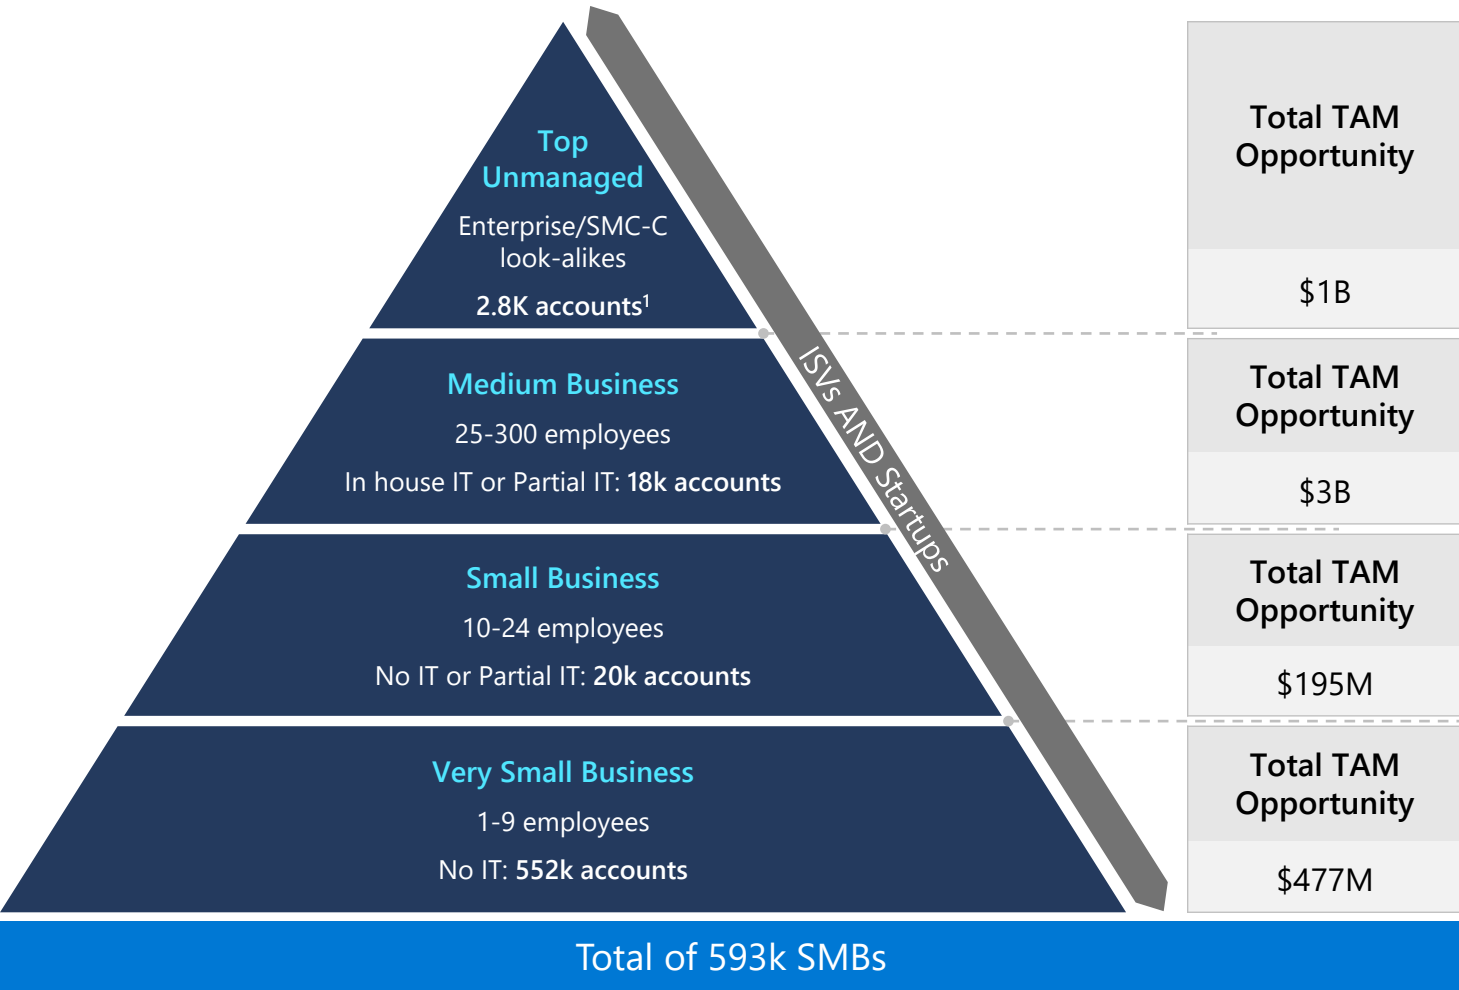 Top
Unmanaged
Enterprise/SMC-C
look-alikes
2.8K accounts¹
Total TAM
Opportunity
$1B
ISVs AND Startups
Medium Business
25-300 employees
In house IT or Partial IT: 18k accounts
Total TAM
Opportunity
$3B
Small Business
10-24 employees
No IT or Partial IT: 20k accounts
Total TAM
Opportunity
$195M
Very Small Business
1-9 employees
No IT: 552k accounts
Total TAM
Opportunity
$477M
Total of 593k SMBs